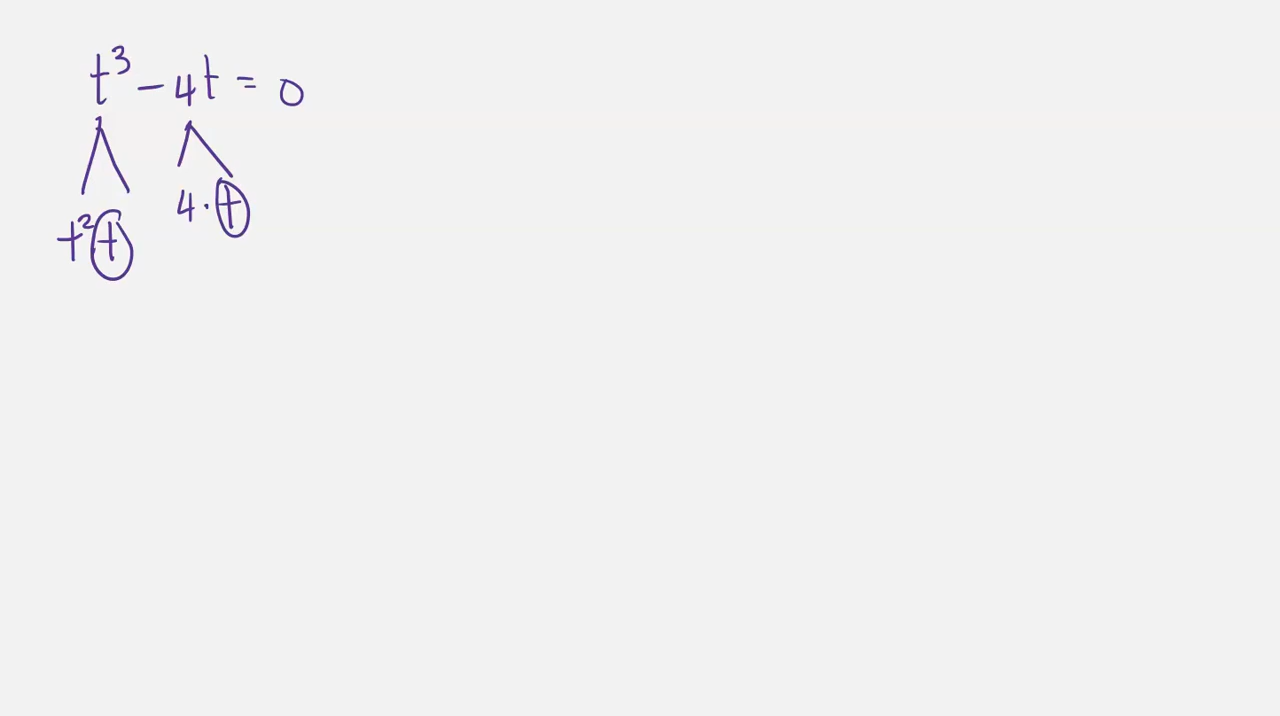 t³ - 4t = 0
4 · t
t² t